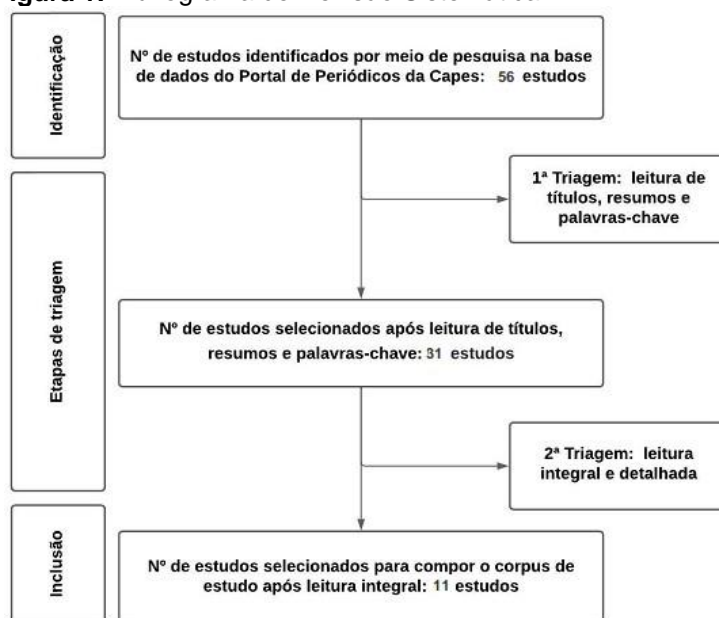 Identificação
Nº de estudos identificados por meio de pesquisa na base
de dados do Portal de Periódicos da Capes: 56 estudos
1ª Triagem: leitura de
títulos, resumos e
palavras-chave
Etapas de triagem
Nº de estudos selecionados após leitura de títulos,
resumos e palavras-chave: 31 estudos
2ª Triagem: leitura
integral e detalhada
Inclusão
Nº de estudos selecionados para compor o corpus de
estudo após leitura integral: 11 estudos